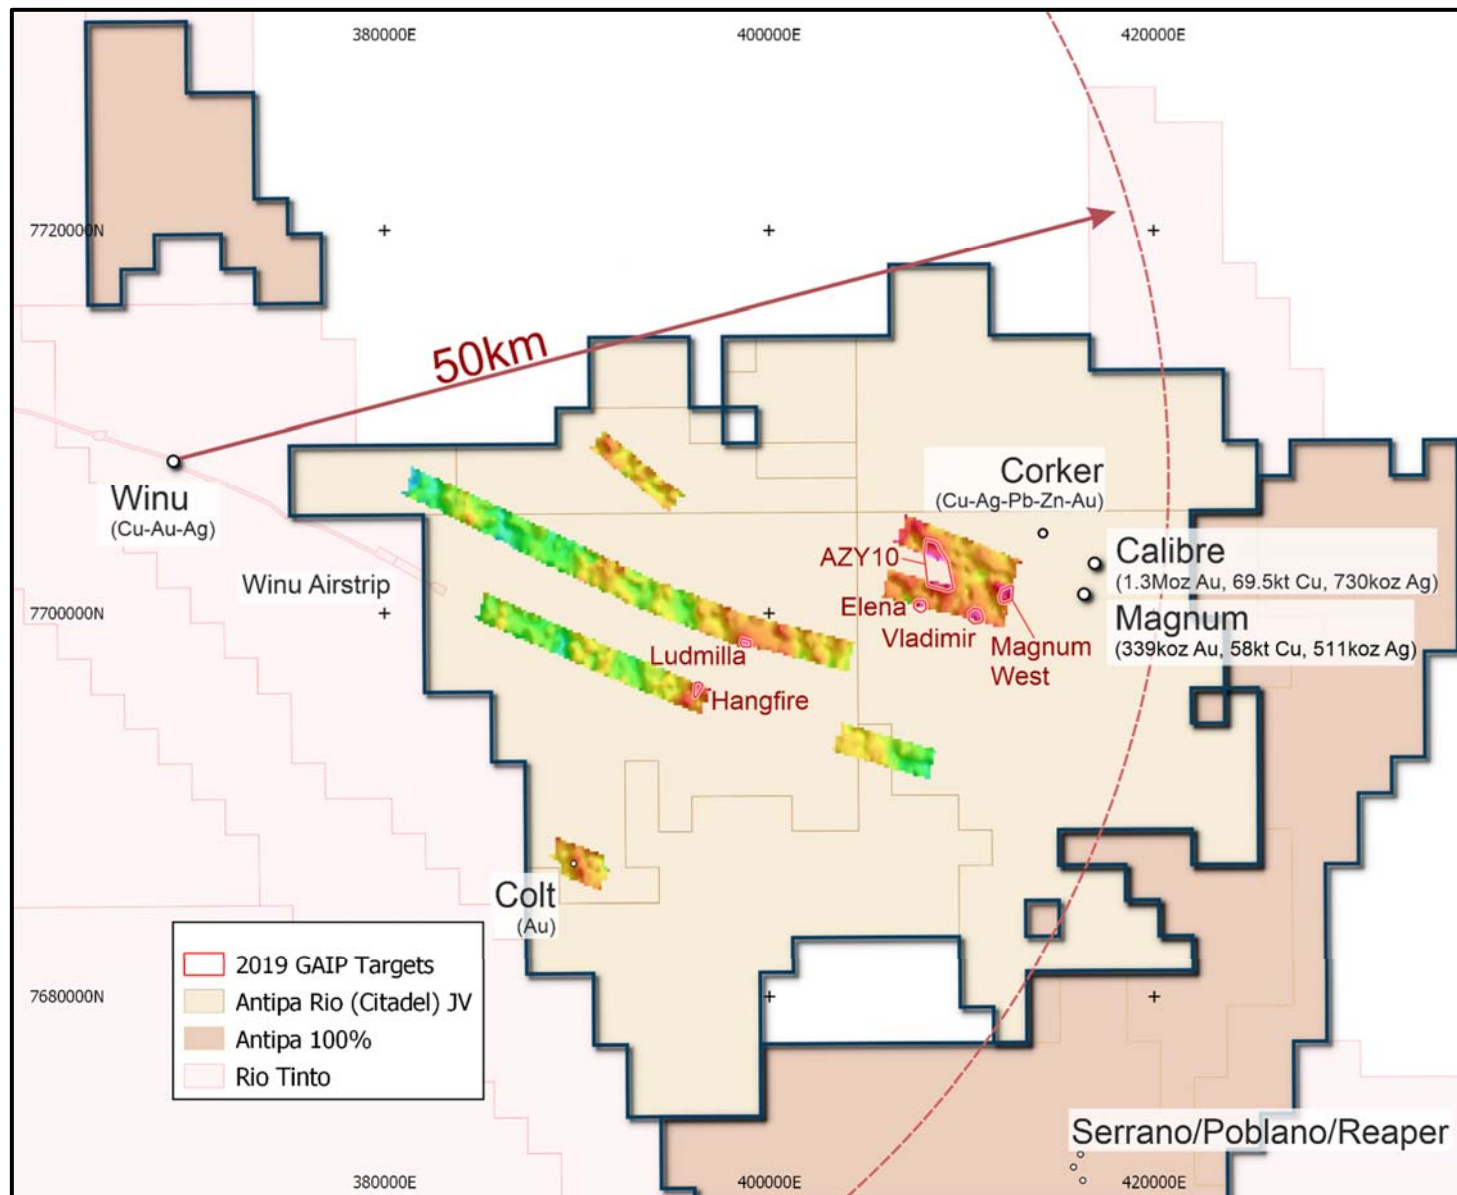 380000E
400000E
420000E
7720000N
50km
Winu
(Cu-Au-Ag)
Corker
(Cu-Ag-Pb-Zn-Au)
Calibre
(1.3Moz Au, 69.5kt Cu, 730koz Ag)
AZY10
Winu Airstrip
7700000N
Elena
Magnum
Vladimir
(339koz Au, 58kt Cu, 511koz Ag)
Magnum
West
Ludmilla
Hangfire
Colt
(Au)
2019 GAIP Targets
Antipa Rio (Citadel) JV
Antipa 100%
Rio Tinto
7680000N
Serrano/Poblano/Reaper
380000E
400000E
420000E